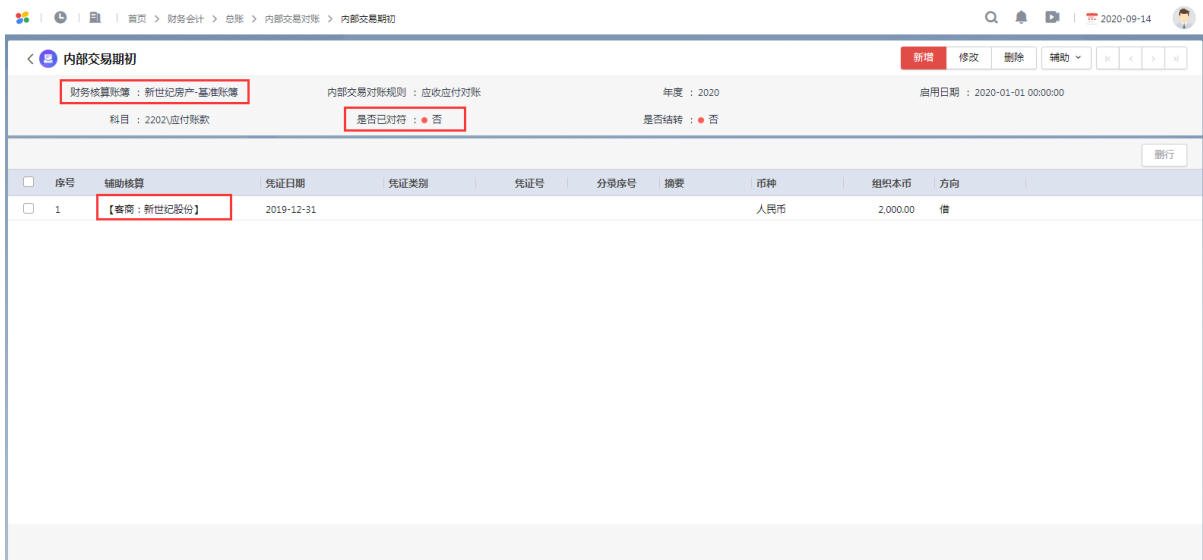 首页 > 财务会计 > 总账 > 内部交易对账 > 内部交易期初 2020-09-14
内部交易期初 新增 修改 删除 辅助
财务核算账簿 : 新世纪房产-基准账簿 内部交易对账规则 : 应收应付对账 年度 : 2020 启用日期 : 2020-01-01 00:00:00
科目 : 2202\应付账款 是否已对符 : 否 是否结转 : 否
删行
序号 辅助核算 凭证日期 凭证类别 凭证号 分录序号 摘要 币种 组织本币 方向
1 【客商:新世纪股份】 2019-12-31 人民币 2,000.00 借